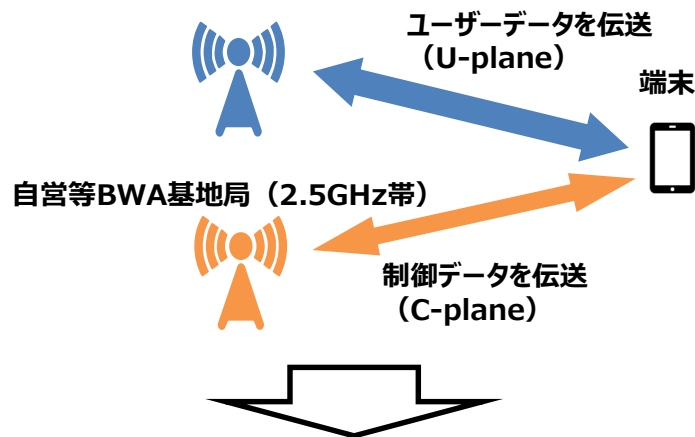 ユーザーデータを伝送
（U-plane）
端末
自営等BWA基地局（2.5GHz帯）
制御データを伝送
（C-plane）